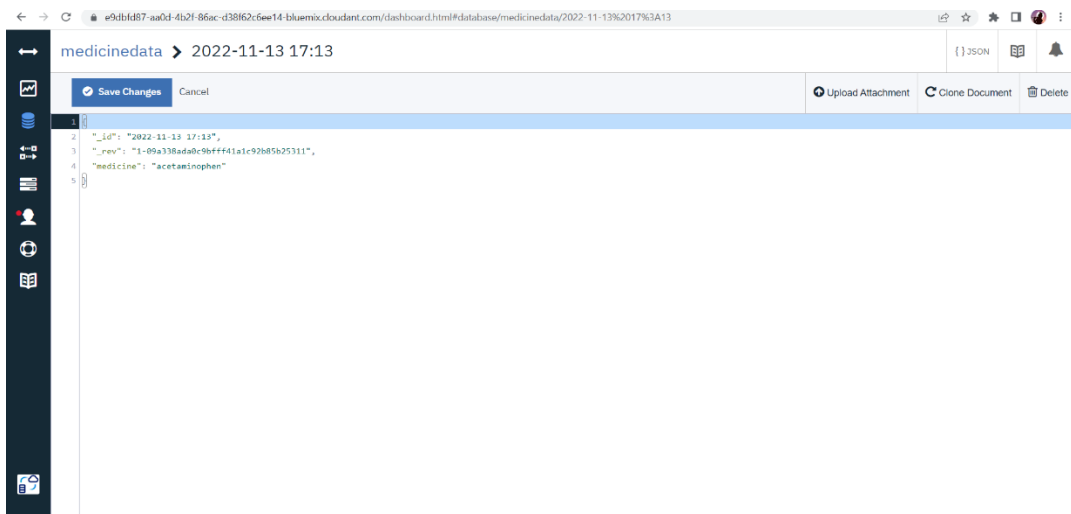 e9dbfd87-aa0d-4b2f-86ac-d38f62c6ee14-bluemix.cloudant.com/dashboard.html#database/medicinedata/2022-11-13%2017%3A13
medicinedata > 2022-11-13 17:13
{ } JSON
Save Changes Cancel
Upload Attachment Clone Document Delete
1 {
2 "_id": "2022-11-13 17:13",
3 "_rev": "1-09a338ada0c9bfff41a1c92b85b25311",
4 "medicine": "acetaminophen"
5 }